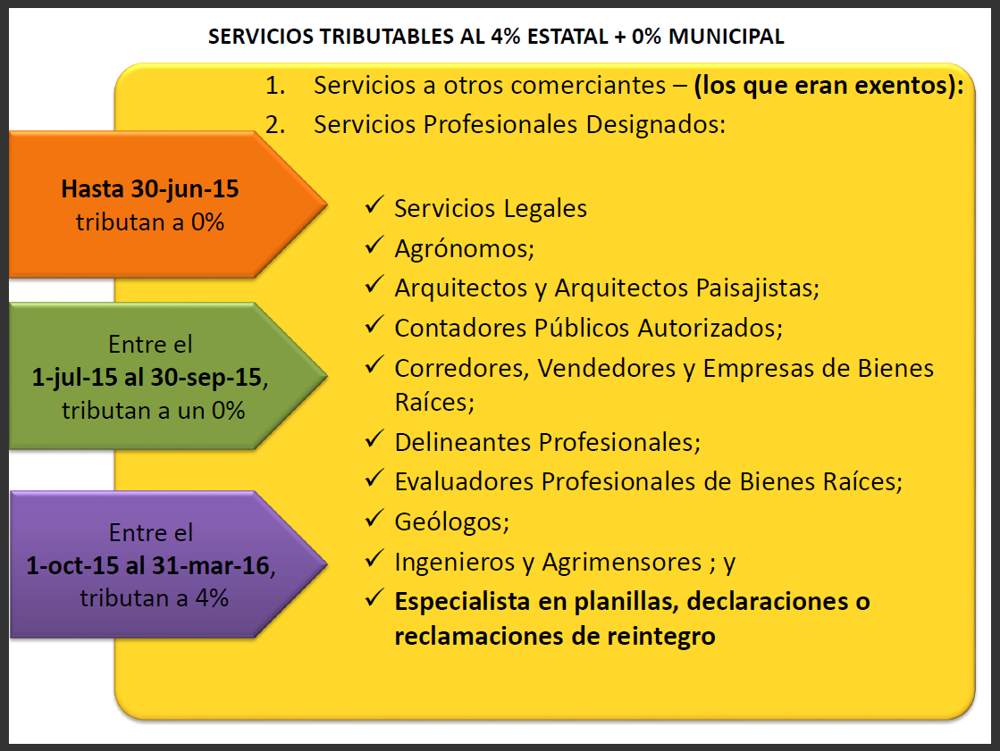 SERVICIOS TRIBUTABLES AL 4% ESTATAL + 0% MUNICIPAL
1. Servicios a otros comerciantes – (los que eran exentos):
2. Servicios Profesionales Designados:
Hasta 30-jun-15
tributan a 0%
Entre el
1-jul-15 al 30-sep-15,
tributan a un 0%
Entre el
1-oct-15 al 31-mar-16,
tributan a 4%
✓ Servicios Legales
✓ Agrónomos;
✓ Arquitectos y Arquitectos Paisajistas;
✓ Contadores Públicos Autorizados;
✓ Corredores, Vendedores y Empresas de Bienes
Raíces;
✓ Delineantes Profesionales;
✓ Evaluadores Profesionales de Bienes Raíces;
✓ Geólogos;
✓ Ingenieros y Agrimensores ; y
✓ Especialista en planillas, declaraciones o
reclamaciones de reintegro